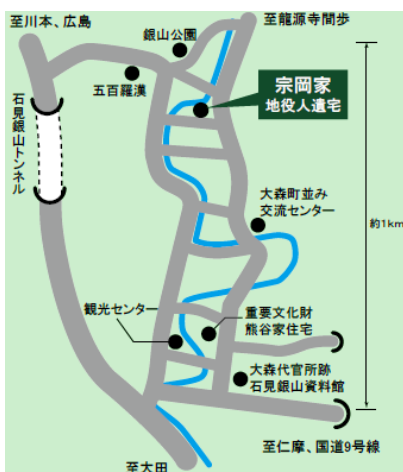 至川本、広島
至龍源寺間歩
銀山公園
五百羅漢
宗岡家
地役人遺宅
石見銀山トンネル
大森町並み
交流センター
約1km
観光センター
重要文化財
熊谷家住宅
大森代官所跡
石見銀山資料館
至仁摩、国道9号線
至大田